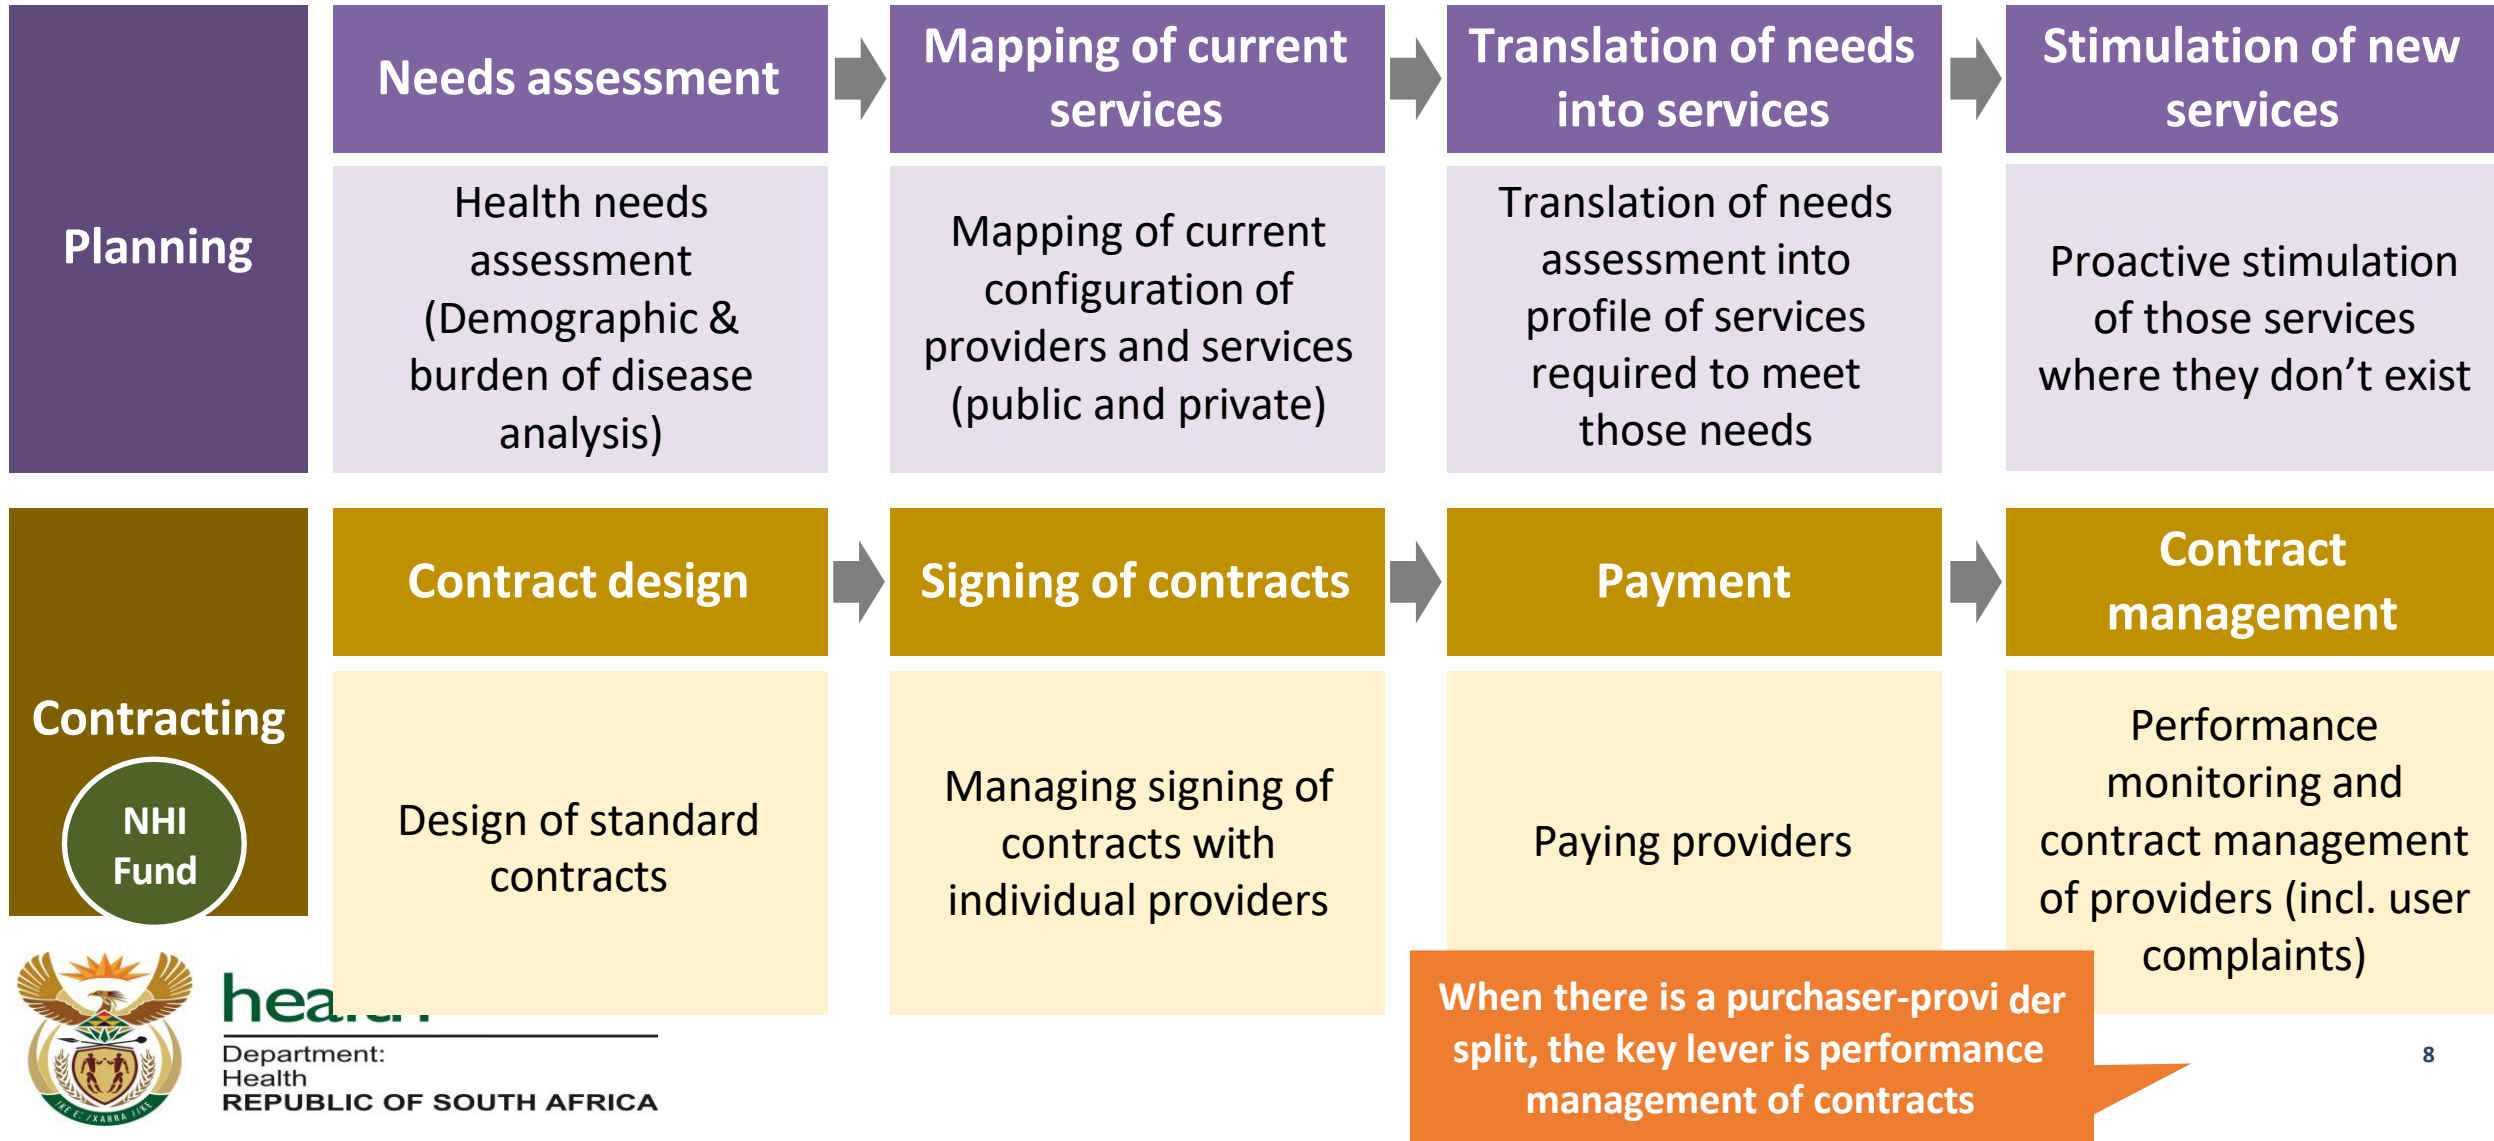 Planning
Needs assessment
Mapping of current
services
Translation of needs
into services
Stimulation of new
services
Health needs
assessment
(Demographic &
burden of disease
analysis)
Mapping of current
configuration of
providers and services
(public and private)
Translation of needs
assessment into
profile of services
required to meet
those needs
Proactive stimulation
of those services
where they don’t exist
Contracting
NHI
Fund
Contract design
Signing of contracts
Payment
Contract
management
Design of standard
contracts
Managing signing of
contracts with
individual providers
Paying providers
Performance
monitoring and
contract management
of providers (incl. user
complaints)
When there is a purchaser-provi der
split, the key lever is performance
management of contracts
Department:
Health
REPUBLIC OF SOUTH AFRICA
8